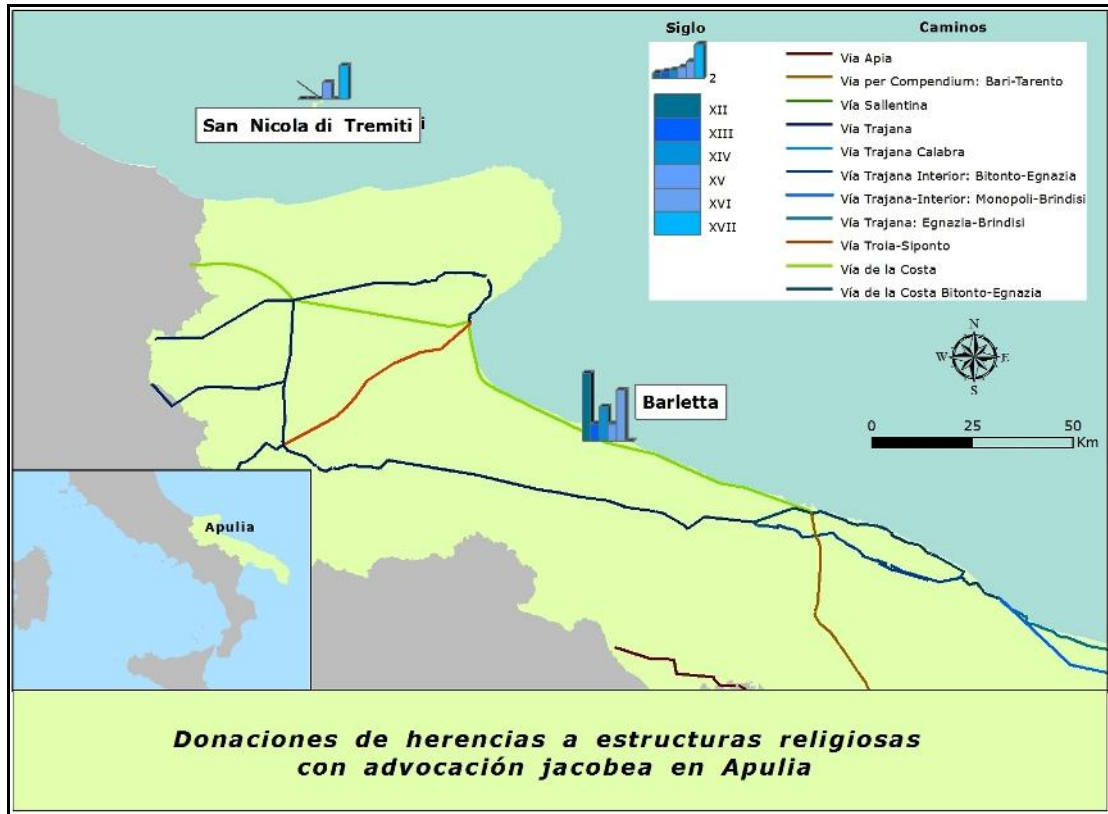 Siglo
2
XII
XIII
XIV
XV
XVI
XVII
Caminos
Vía Apia
Via per Compendium: Bari-Tarento
Vía Sallentina
Vía Trajana
Vía Trajana Calabra
Vía Trajana Interior: Bitonto-Egnazia
Vía Trajana-Interior: Monopoli-Brindisi
Vía Trajana: Egnazia-Brindisi
Vía Troia-Siponto
Vía de la Costa
Vía de la Costa Bitonto-Egnazia
San Nicola di Tremiti i
N
W E
S
Barletta
0 25 50
Km
Apulia
Donaciones de herencias a estructuras religiosas
con advocación jacobea en Apulia